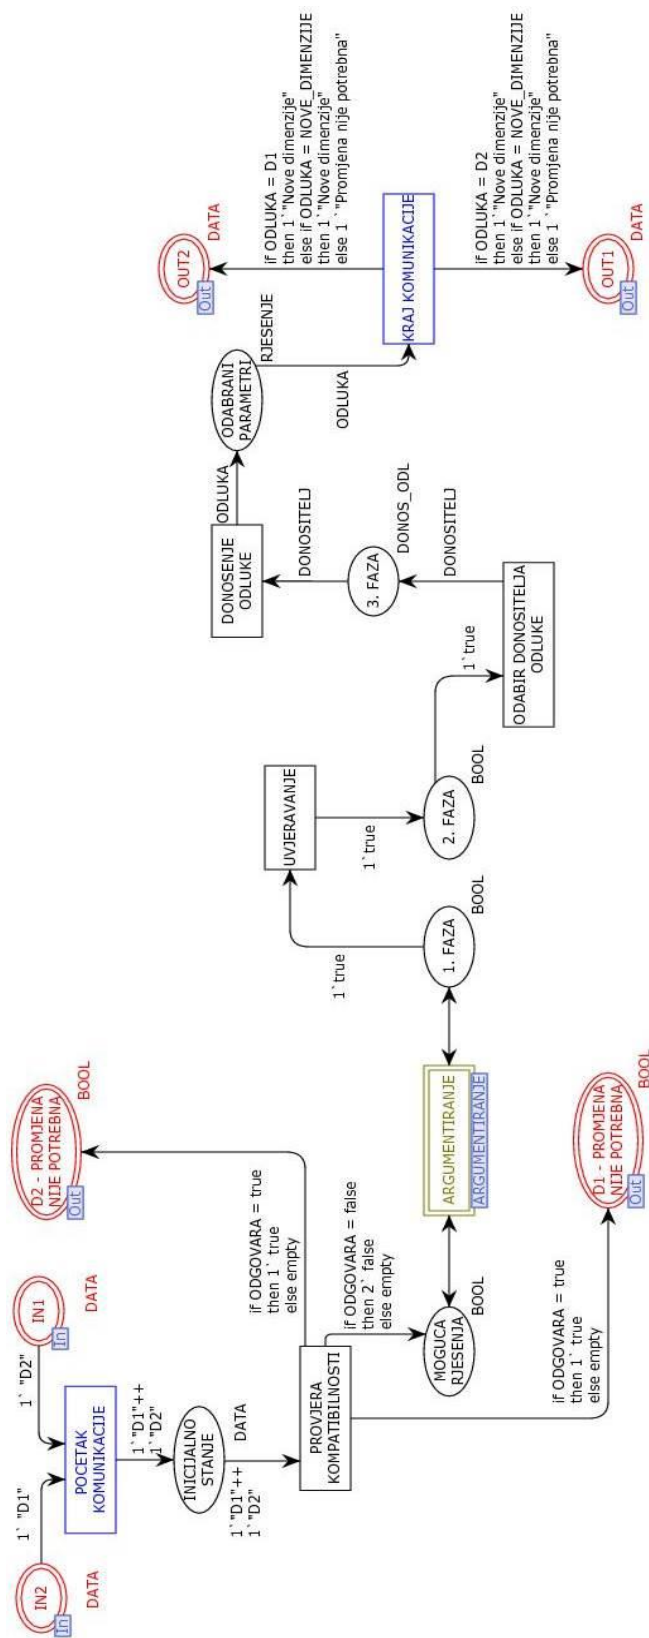 IN2
In
DATA
1`"D1"
IN1
In
DATA
1`"D2"
POCETAK
KOMUNIKACIJE
1`"D1"++
1`"D2"
INICIJALNO
STANJE
DATA
1`"D1"++
1`"D2"
PROVJERA
KOMPATIBILNOSTI
if ODGOVARA = true
then 1` true
else empty
D2 - PROMJENA
NIJE POTREBNA
Out
BOOL
if ODGOVARA = false
then 2` false
else empty
MOGUCA
RJESENJA
BOOL
if ODGOVARA = true
then 1` true
else empty
D1 - PROMJENA
NIJE POTREBNA
Out
BOOL
ARGUMENTIRANJE
ARGUMENTIRANJE
1. FAZA
BOOL
1`true
UVJERAVANJE
1`true
2. FAZA
BOOL
1`true
ODABIR DONOSITELJA
ODLUKE
DONOSITELJ
3. FAZA
DONOS_ODL
DONOSITELJ
DONOSENJE
ODLUKE
ODLUKA
ODABRANI
PARAMETRI
RJESENJE
ODLUKA
KRAJ KOMUNIKACIJE
if ODLUKA = D1
then 1`"Nove dimenzije"
else if ODLUKA = NOVE_DIMENZIJE
then 1`"Nove dimenzije"
else 1`"Promjena nije potrebna"
OUT2
Out
DATA
if ODLUKA = D2
then 1`"Nove dimenzije"
else if ODLUKA = NOVE_DIMENZIJE
then 1`"Nove dimenzije"
else 1`"Promjena nije potrebna"
OUT1
Out
DATA